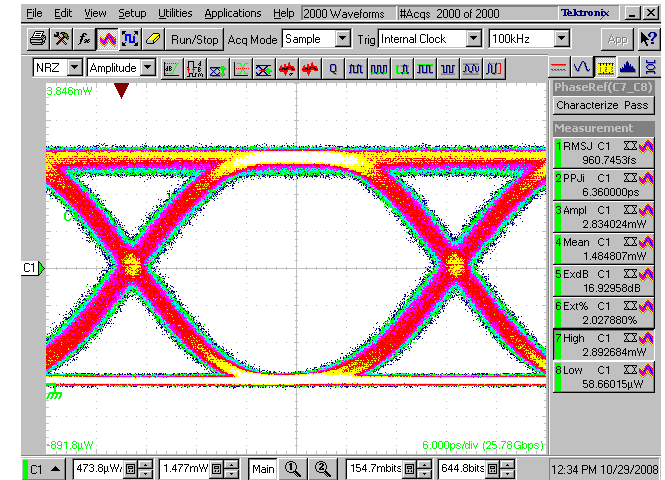 File Edit View Setup Utilities Applications Help 2000 Waveforms #Acqs 2000 of 2000 Tektronix
Run/Stop Acq Mode Sample Trig Internal Clock 100kHz App
NRZ Amplitude
3.846mW
PhaseRef(C7_C8)
Characterize Pass
Measurement
1 RMSJ C1
960.7453fs
2 PPJi C1
6.360000ps
3 Ampl C1
2.834024mW
4 Mean C1
1.484807mW
5 ExdB C1
16.92958dB
6 Ext% C1
2.027880%
7 High C1
2.892684mW
8 Low C1
58.66015µW
C1
-891.8µW 6.000ps/div (25.78Gbps)
C1 473.8µW/ 1.477mW Main 1 2 154.7mbits 644.8bits 12:34 PM 10/29/2008